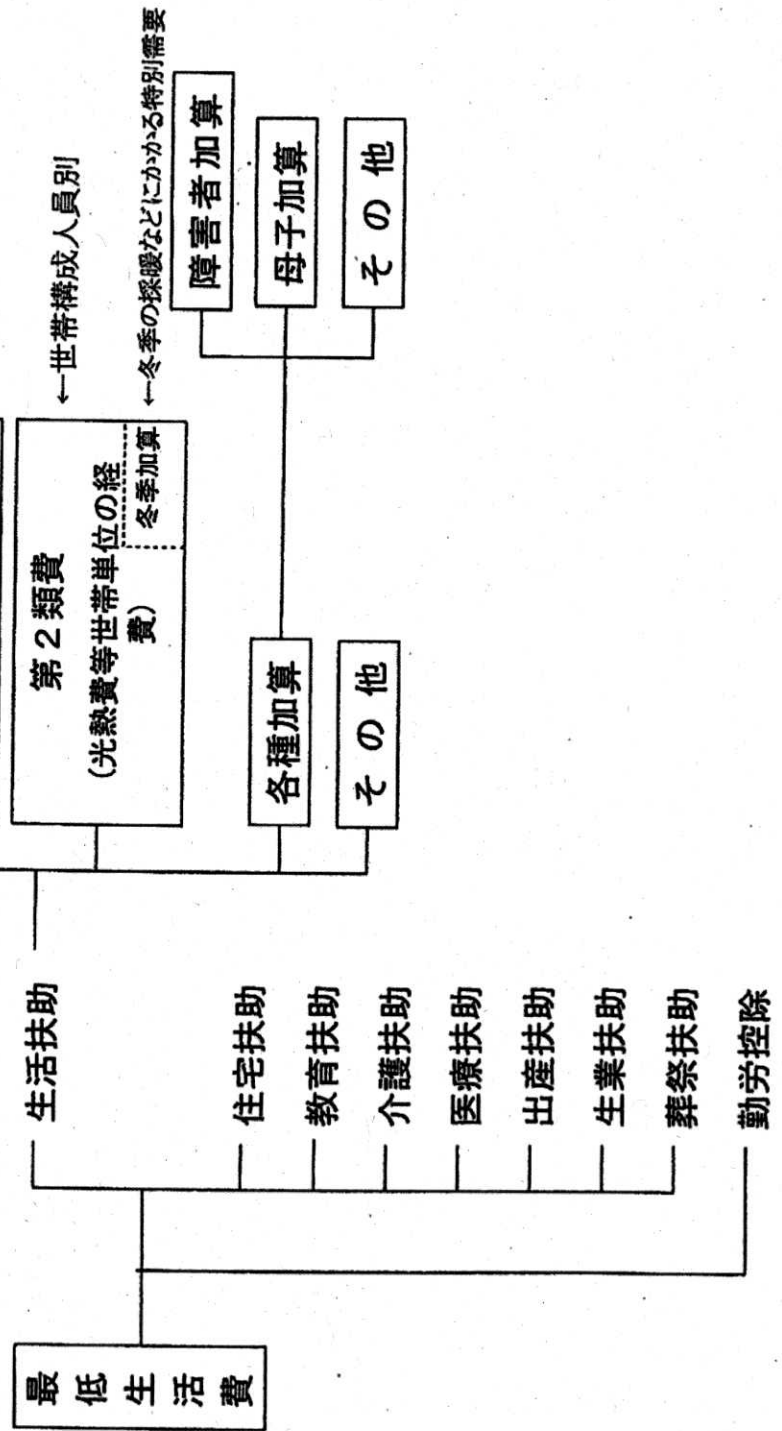 最低生活費
生活扶助
第2類費
(光熱費等世帯単位の経
費)
冬季加算
←世帯構成人員別
←冬季の採暖などにかかる特別需要
各種加算
障害者加算
母子加算
その他
その他
住宅扶助
教育扶助
介護扶助
医療扶助
出産扶助
生業扶助
葬祭扶助
勤労控除